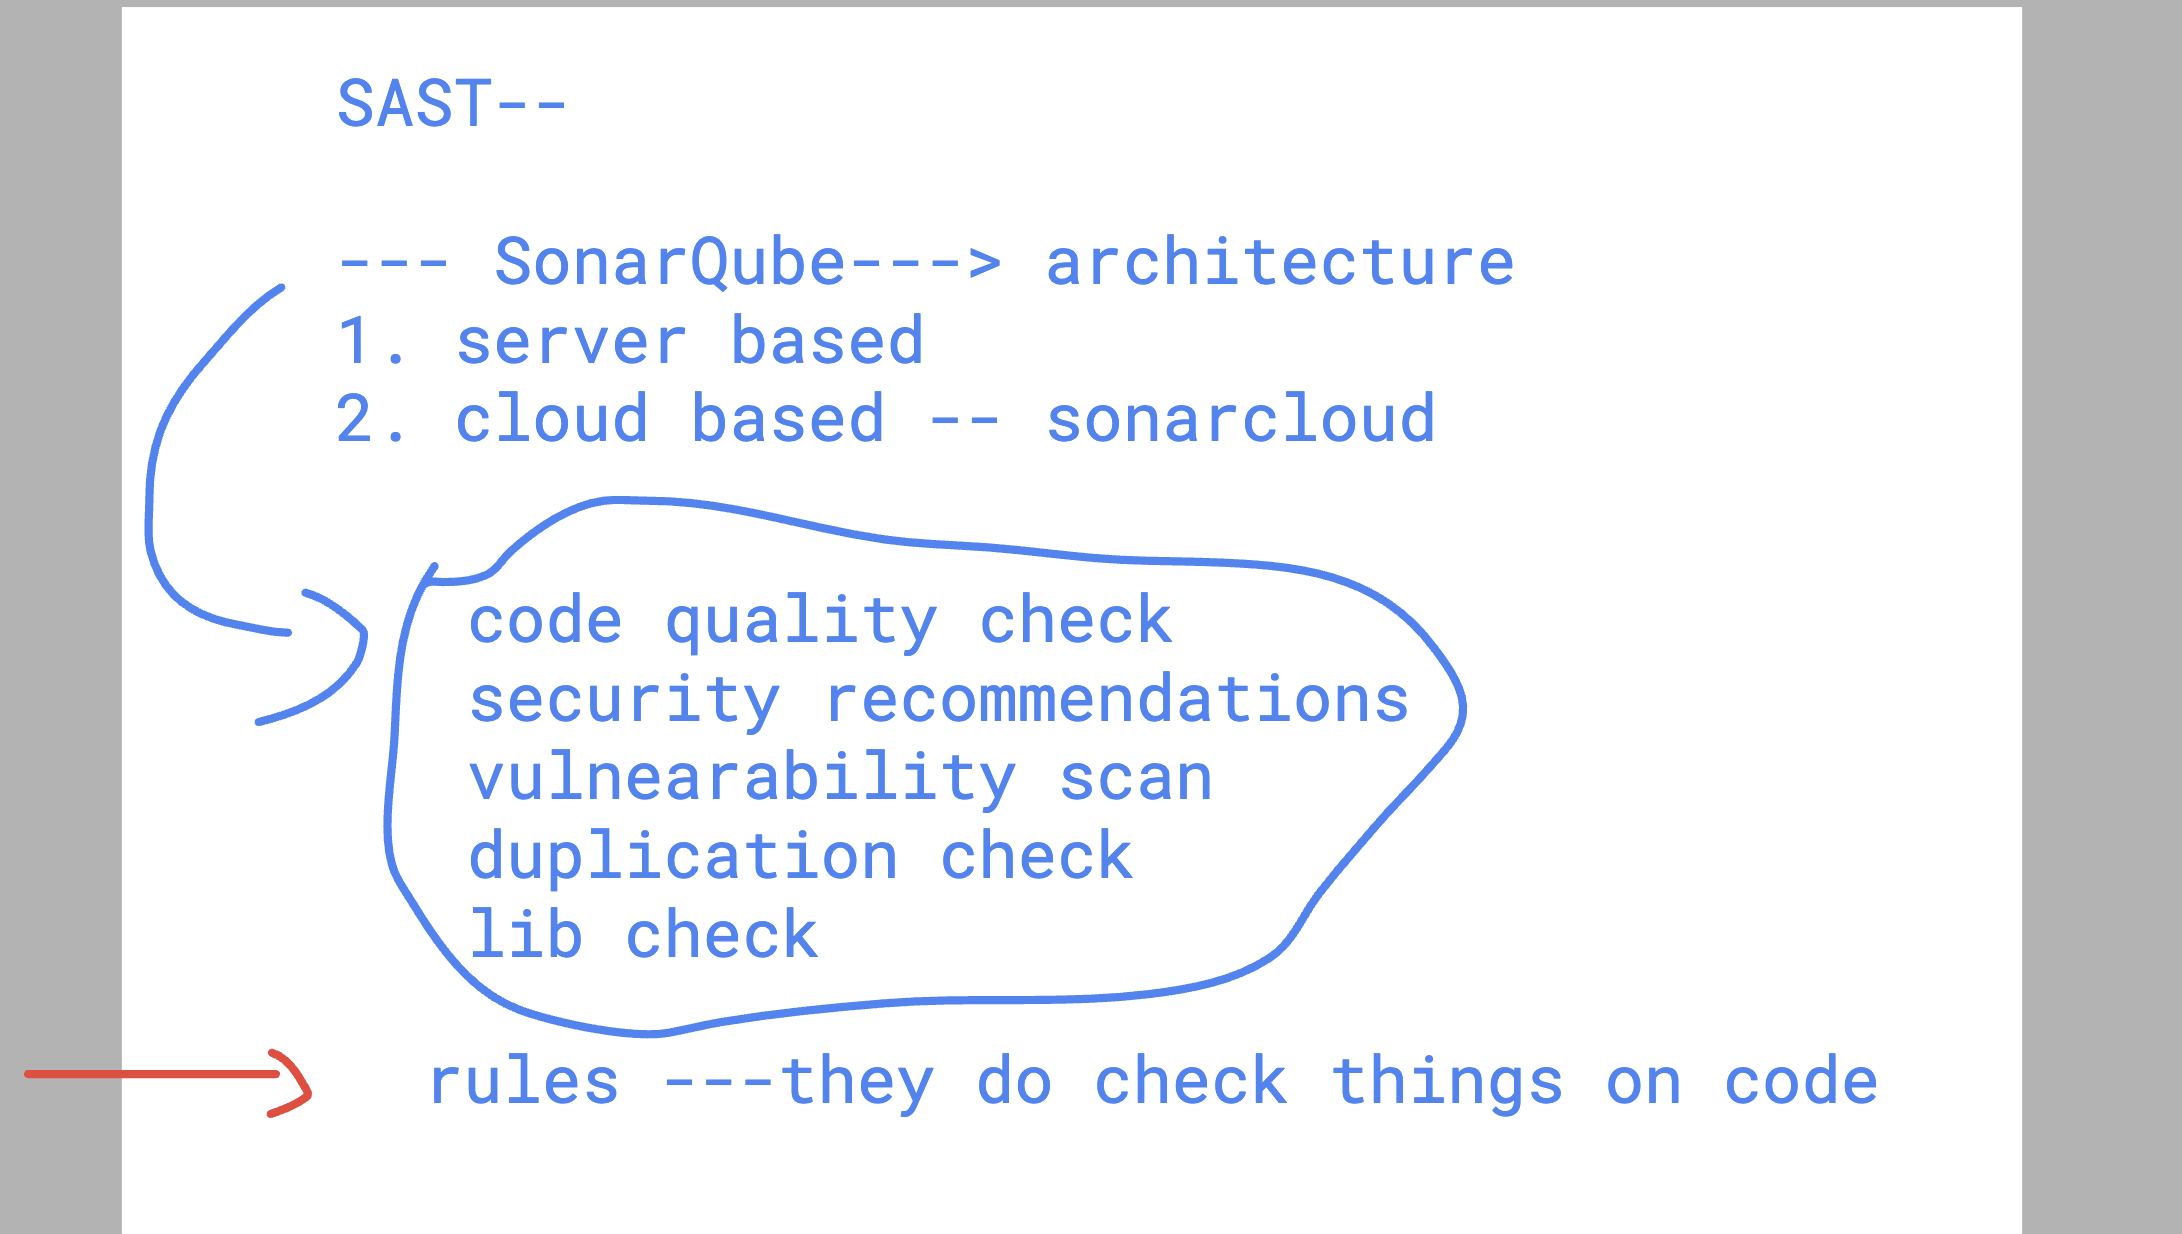 SAST--
--- SonarQube---> architecture
1. server based
2. cloud based -- sonarcloud
code quality check
security recommendations
vulnearability scan
duplication check
lib check
rules ---they do check things on code